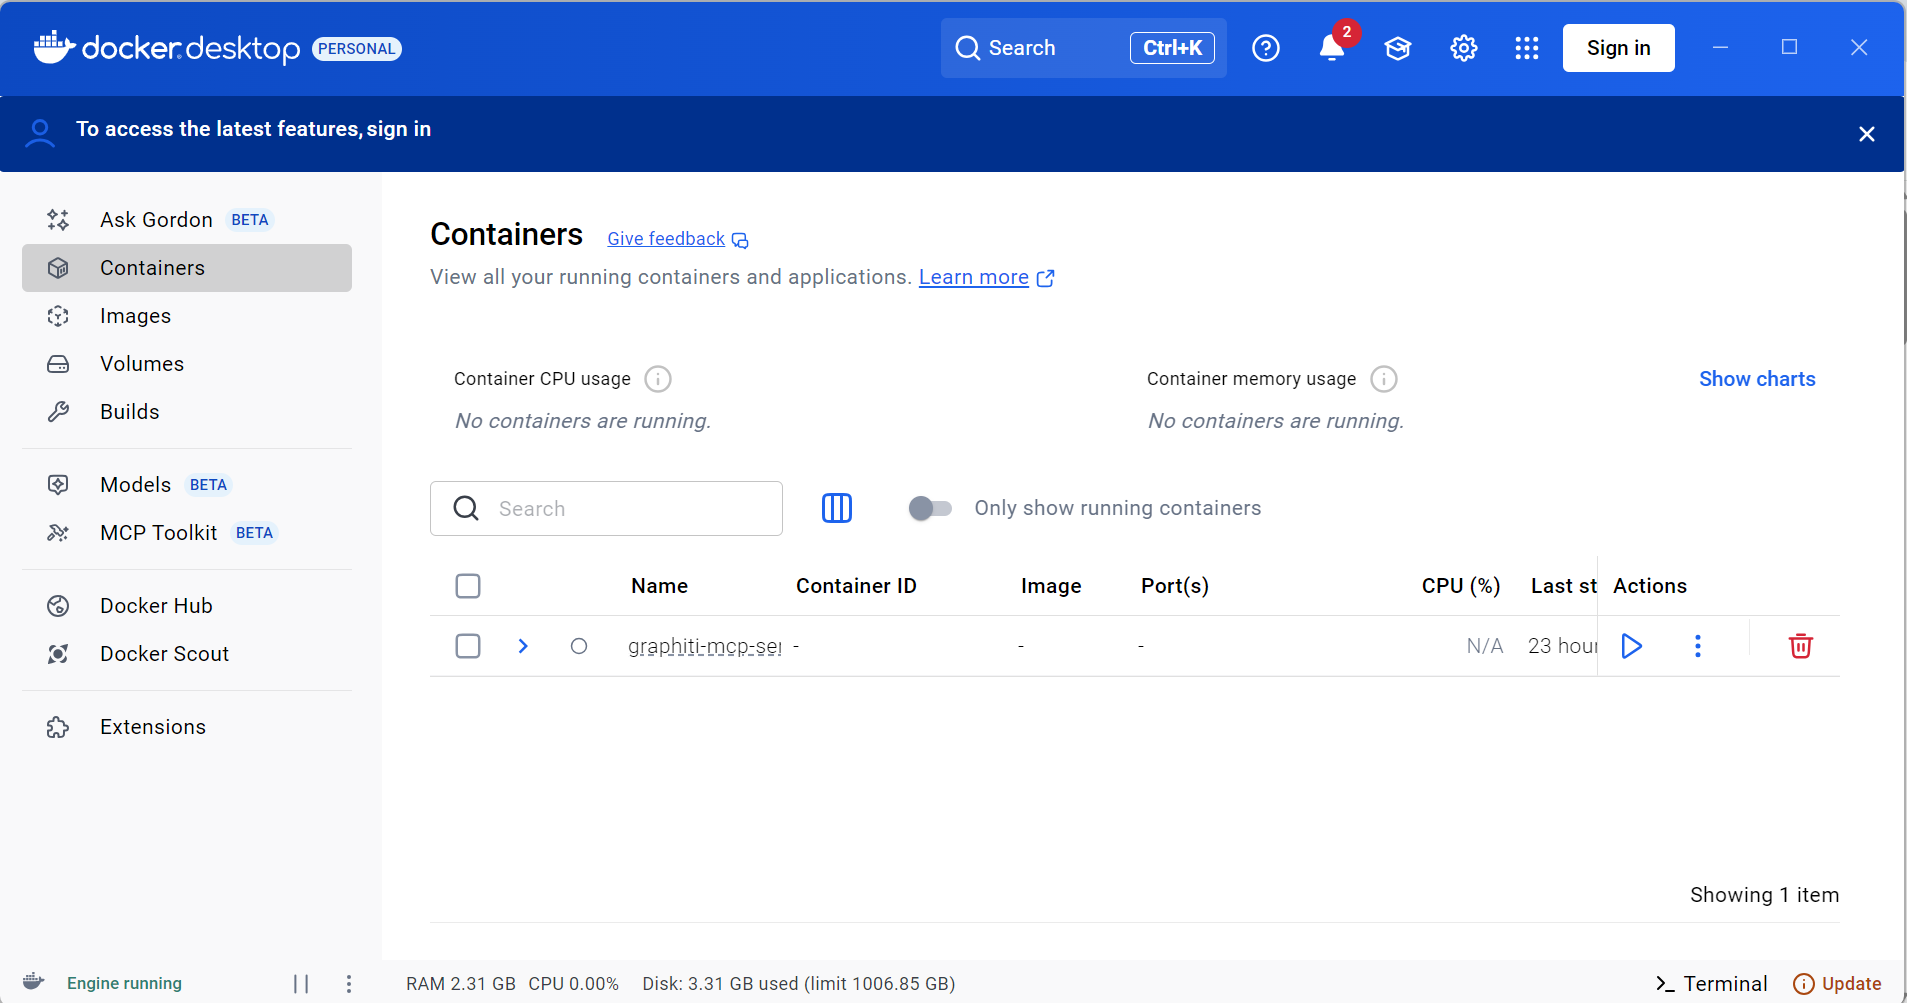 docker desktop PERSONAL
Search Ctrl+K
2
Sign in
To access the latest features, sign in
Ask Gordon BETA
Containers
Images
Volumes
Builds
Models BETA
MCP Toolkit BETA
Docker Hub
Docker Scout
Extensions
Containers Give feedback
View all your running containers and applications. Learn more
Container CPU usage
No containers are running.
Container memory usage
No containers are running.
Show charts
Search
Only show running containers
Name Container ID Image Port(s) CPU (%) Last st Actions
graphiti-mcp-ser - - - N/A 23 hour
Showing 1 item
Engine running
RAM 2.31 GB CPU 0.00% Disk: 3.31 GB used (limit 1006.85 GB)
Terminal
Update